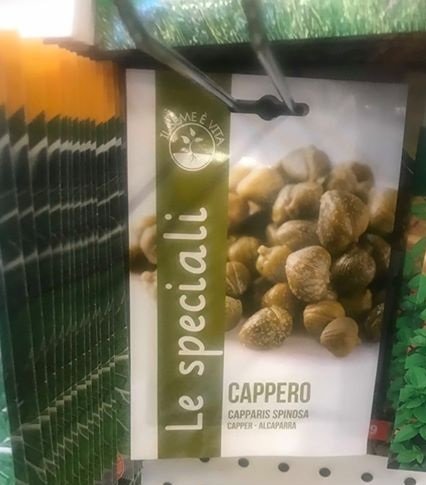 IL SEME È VITA
Le speciali
CAPPERO
CAPPARIS SPINOSA
CAPPER - ALCAPARRA